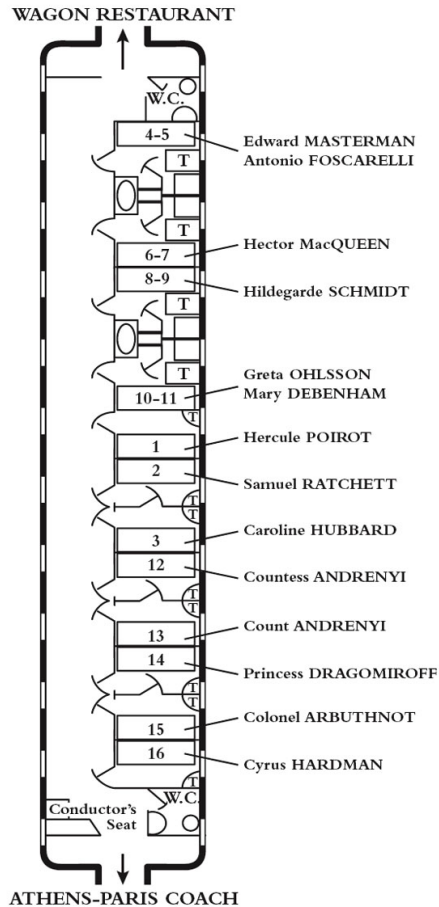 WAGON RESTAURANT
W.C.
4-5
Edward MASTERMAN
Antonio FOSCARELLI
T
T
6-7
Hector MacQUEEN
8-9
Hildegarde SCHMIDT
T
T
Greta OHLSSON
10-11
Mary DEBENHAM
T
1
Hercule POIROT
2
Samuel RATCHETT
T
T
3
Caroline HUBBARD
12
Countess ANDRENYI
T
T
13
Count ANDRENYI
14
Princess DRAGOMIROFF
T
T
15
Colonel ARBUTHNOT
16
Cyrus HARDMAN
T
W.C.
Conductor's
Seat
ATHENS-PARIS COACH